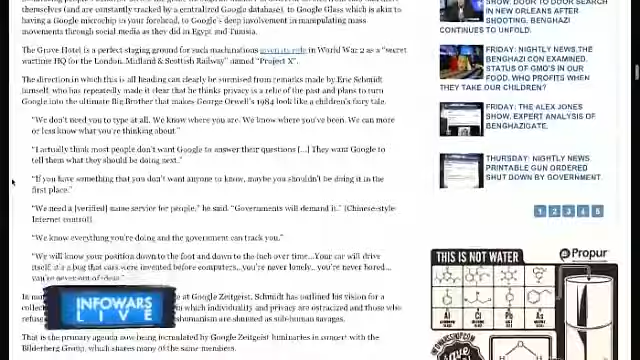 themselves (and are constantly tracked by a centralized Google database), to Google Glass which is akin to
having a Google microchip in your forehead, to Google's deep involvement in manipulating mass
movements through social media as they did in Egypt and Tunisia.
The Grove Hotel is a perfect staging ground for such machinations given its role in World War 2 as a "secret
wartime HQ for the London, Midland & Scottish Railway" named "Project X".
The direction in which this is all heading can clearly be surmised from remarks made by Eric Schmidt
himself, who has repeatedly made it clear that he thinks privacy is a relic of the past and plans to turn
Google into the ultimate Big Brother that makes George Orwell's 1984 look like a children's fairy tale.
"We don't need you to type at all. We know where you are. We know where you've been. We can more
or less know what you're thinking about."
"I actually think most people don't want Google to answer their questions [...] They want Google to
tell them what they should be doing next."
"If you have something that you don't want anyone to know, maybe you shouldn't be doing it in the
first place."
"We need a [verified] name service for people," he said. "Governments will demand it." (Chinese-style
Internet control)
"We know everything you're doing and the government can track you."
"We will know your position down to the foot and down to the inch over time...Your car will drive
itself, it's a bug that cars were invented before computers...you're never lonely...you're never bored...
you're never out of ideas."
at Google Zeitgeist, Schmidt has outlined his vision for a
in which individuality and privacy are ostracized and those who
transhumanism are shunned as sub-human savages.
That is the primary agenda now being formulated by Google Zeitgeist luminaries in concert with the
Bilderberg Group, which shares many of the same members.
INFOWARS
LIVE
SHOW: DOOR TO DOOR SEARCH
IN NEW ORLEANS AFTER
SHOOTING, BENGHAZI
CONTINUES TO UNFOLD.
FRIDAY: NIGHTLY NEWS.THE
BENGHAZI CON EXAMINED.
STATUS OF GMO'S IN OUR
FOOD. WHO PROFITS WHEN
THEY TAKE OUR CHILDREN?
FRIDAY: THE ALEX JONES
SHOW. EXPERT ANALYSIS OF
BENGHAZIGATE.
THURSDAY: NIGHTLY NEWS
PRINTABLE GUN ORDERED
SHUT DOWN BY GOVERNMENT.
1 2 3 4 5
THIS IS NOT WATER
Propur
Al
Cl
Pb
As